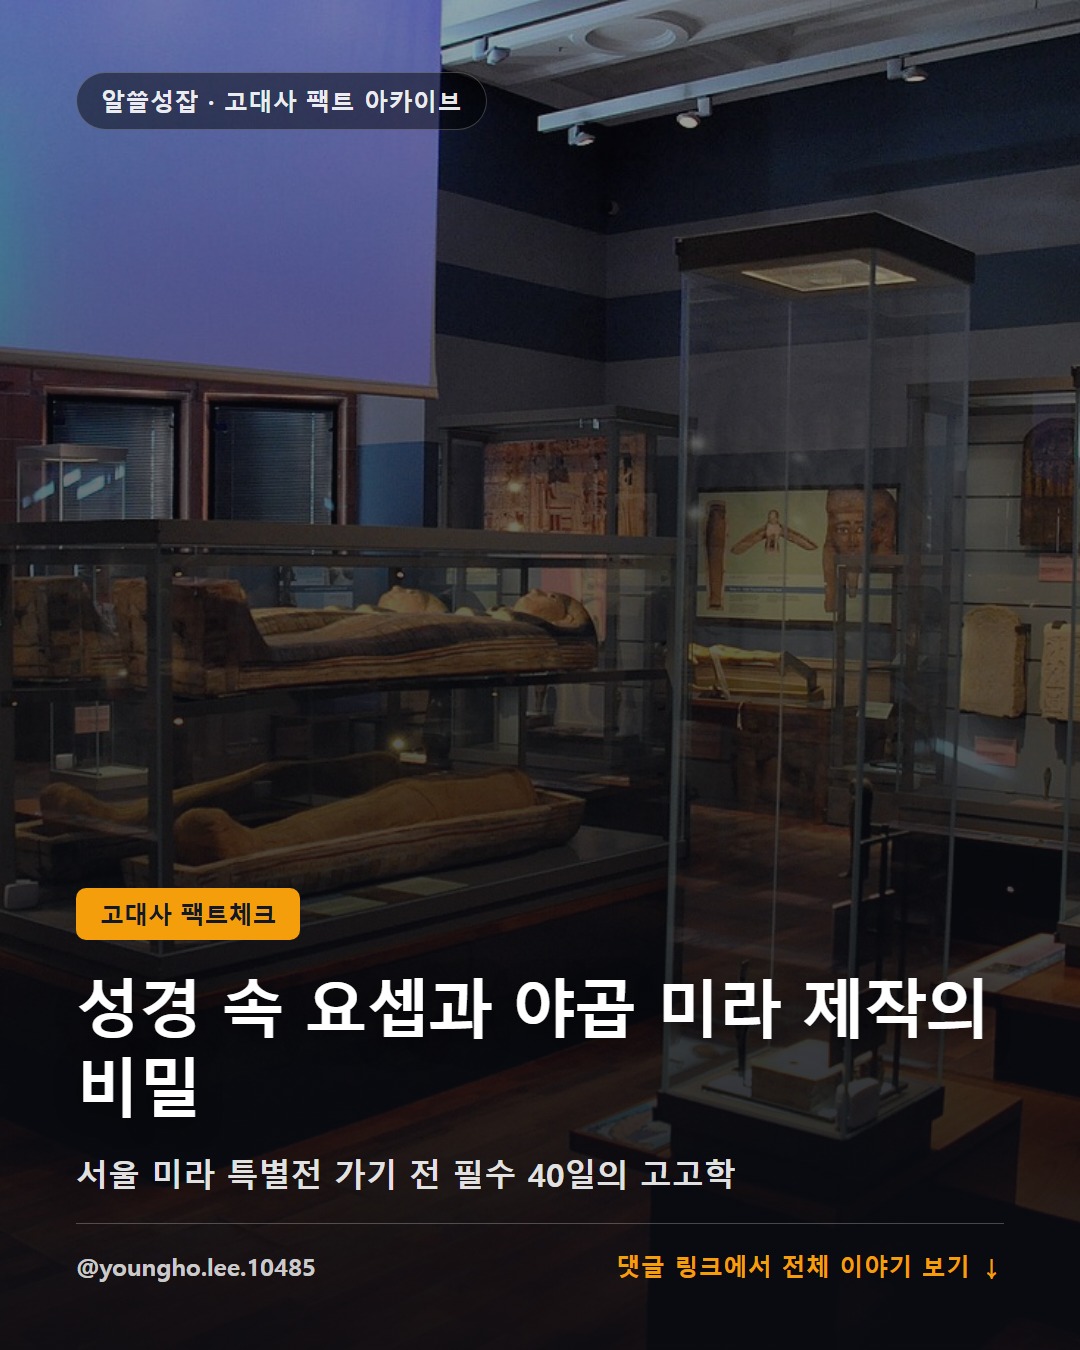 알쓸성잡 · 고대사 팩트 아카이브
고대사 팩트체크
성경 속 요셉과 야곱 미라 제작의
비밀
서울 미라 특별전 가기 전 필수 40일의 고고학
@youngho.lee.10485
댓글 링크에서 전체 이야기 보기 ↓